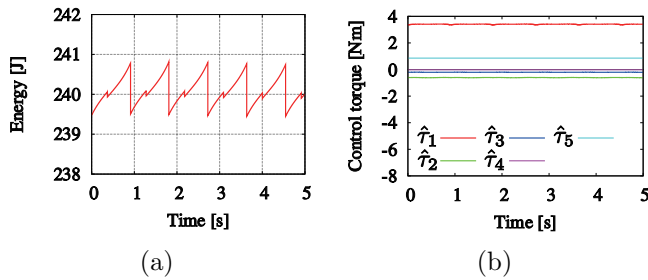 242
241
240
239
238
0 1 2 3 4 5
Energy [J]
Time [s]
(a)
4
2
0
-2
-4
-6
-8
0 1 2 3 4 5
Control torque [Nm]
τ̂1 τ̂3 τ̂5
τ̂2 τ̂4
Time [s]
(b)